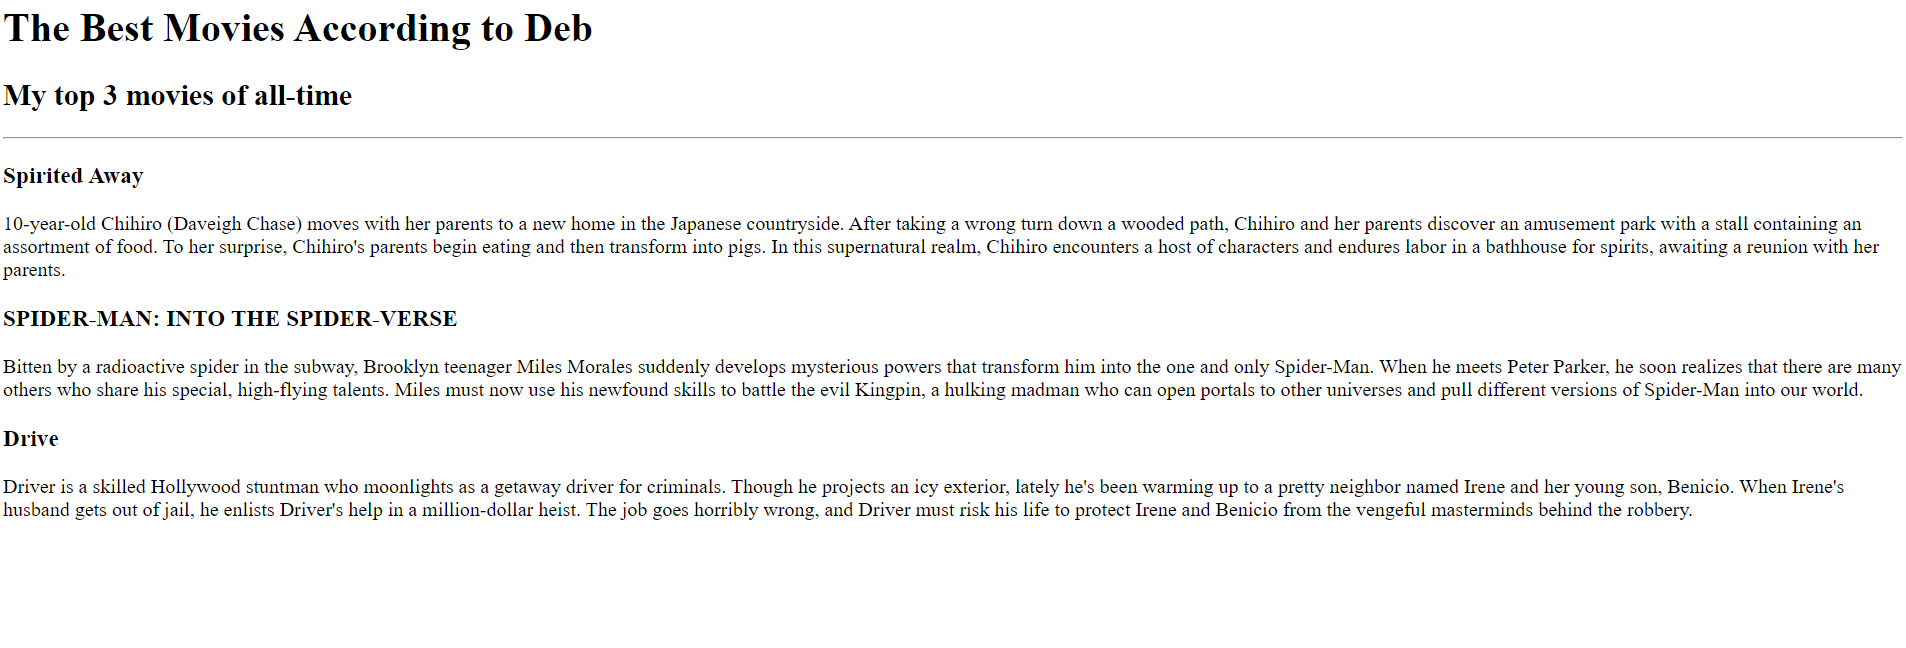 The Best Movies According to Deb
My top 3 movies of all-time
Spirited Away
10-year-old Chihiro (Daveigh Chase) moves with her parents to a new home in the Japanese countryside. After taking a wrong turn down a wooded path, Chihiro and her parents discover an amusement park with a stall containing an
assortment of food. To her surprise, Chihiro's parents begin eating and then transform into pigs. In this supernatural realm, Chihiro encounters a host of characters and endures labor in a bathhouse for spirits, awaiting a reunion with her
parents.
SPIDER-MAN: INTO THE SPIDER-VERSE
Bitten by a radioactive spider in the subway, Brooklyn teenager Miles Morales suddenly develops mysterious powers that transform him into the one and only Spider-Man. When he meets Peter Parker, he soon realizes that there are many
others who share his special, high-flying talents. Miles must now use his newfound skills to battle the evil Kingpin, a hulking madman who can open portals to other universes and pull different versions of Spider-Man into our world.
Drive
Driver is a skilled Hollywood stuntman who moonlights as a getaway driver for criminals. Though he projects an icy exterior, lately he's been warming up to a pretty neighbor named Irene and her young son, Benicio. When Irene's
husband gets out of jail, he enlists Driver's help in a million-dollar heist. The job goes horribly wrong, and Driver must risk his life to protect Irene and Benicio from the vengeful masterminds behind the robbery.